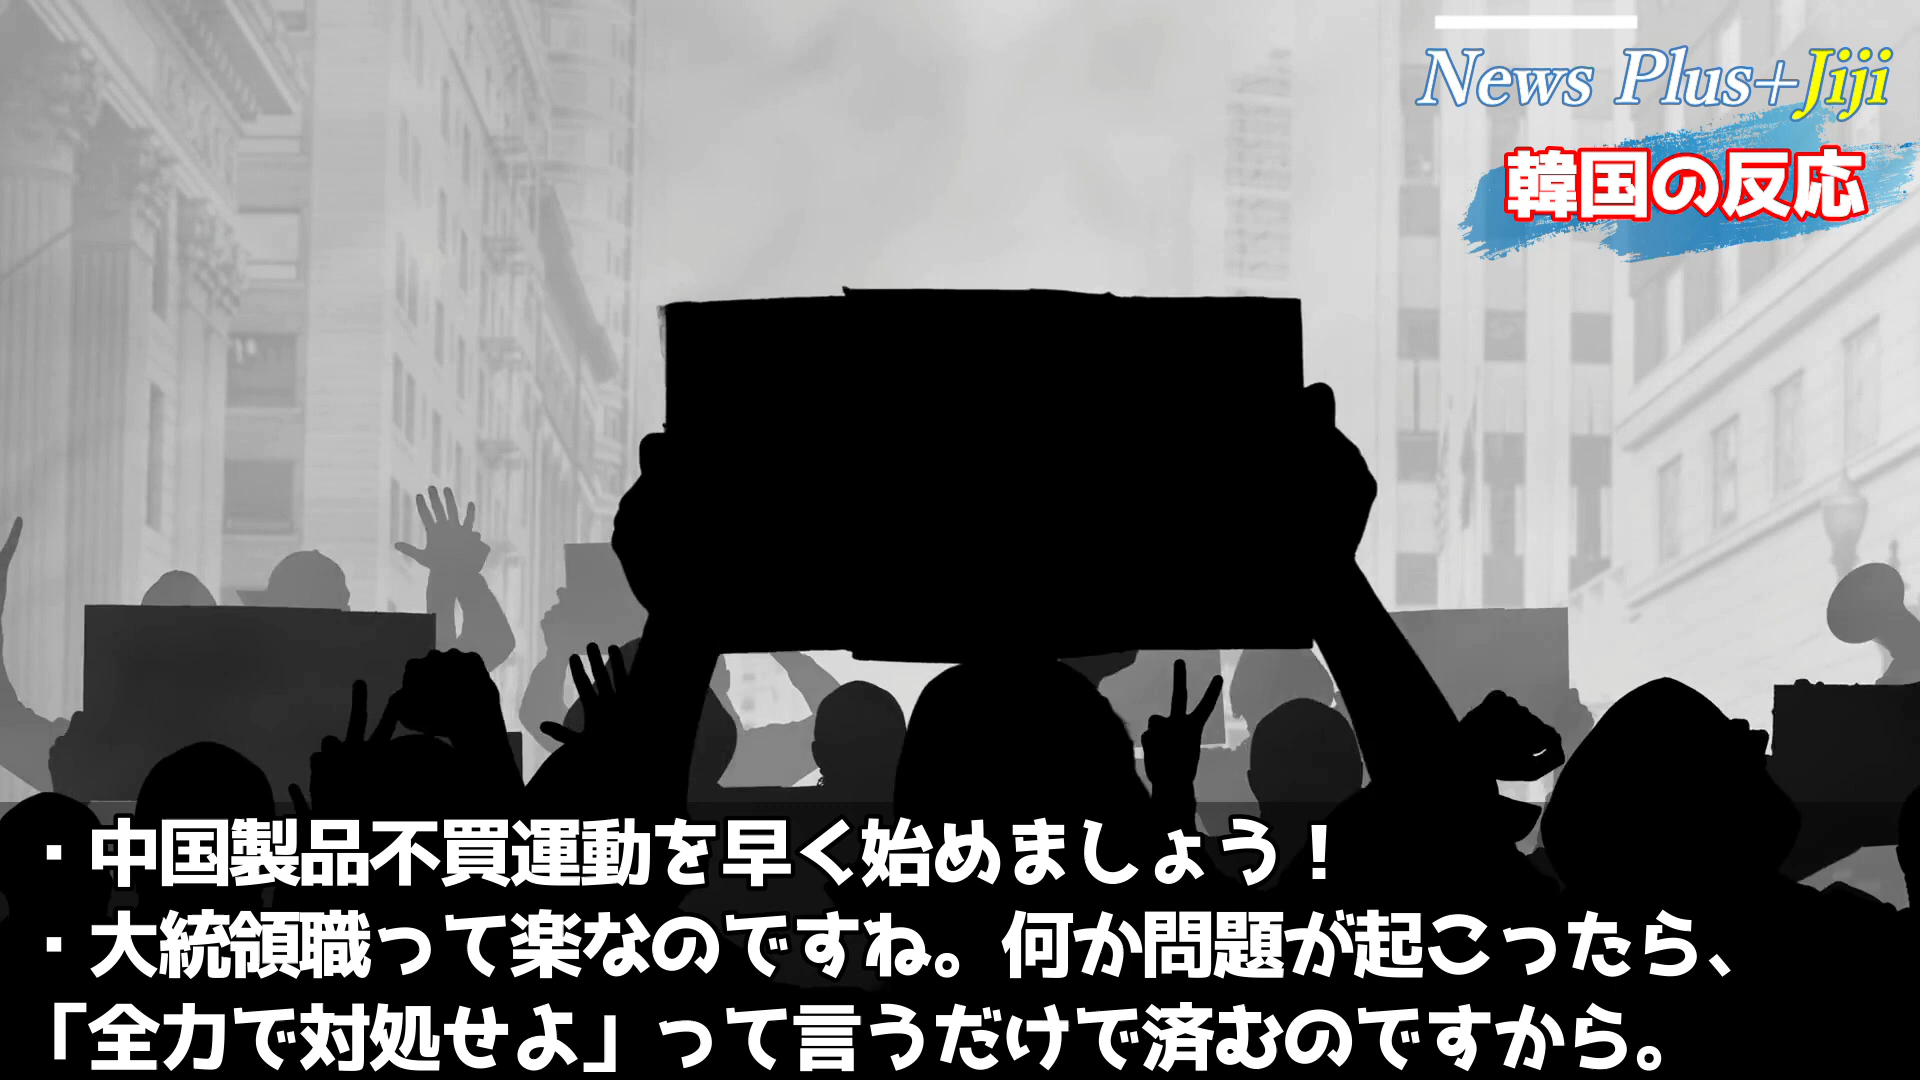 News Plus+Jiji
韓国の反応
・中国製品不買運動を早く始めましょう！
・大統領職って楽なのですね。何か問題が起こったら、
「全力で対処せよ」って言うだけで済むのですから。